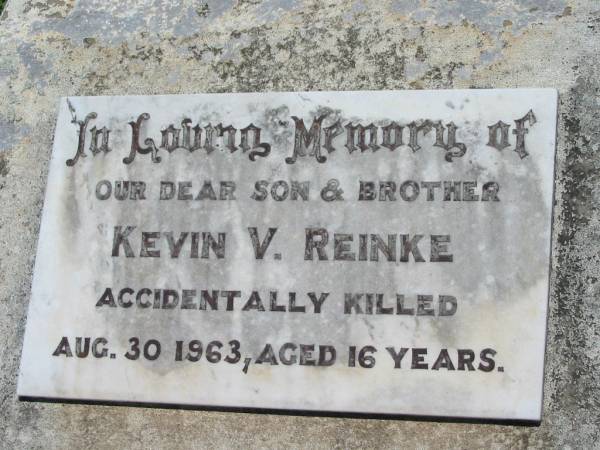 In Loving Memory of
OUR DEAR SON & BROTHER
KEVIN V. REINKE
ACCIDENTALLY KILLED
AUG. 30 1963, AGED 16 YEARS.